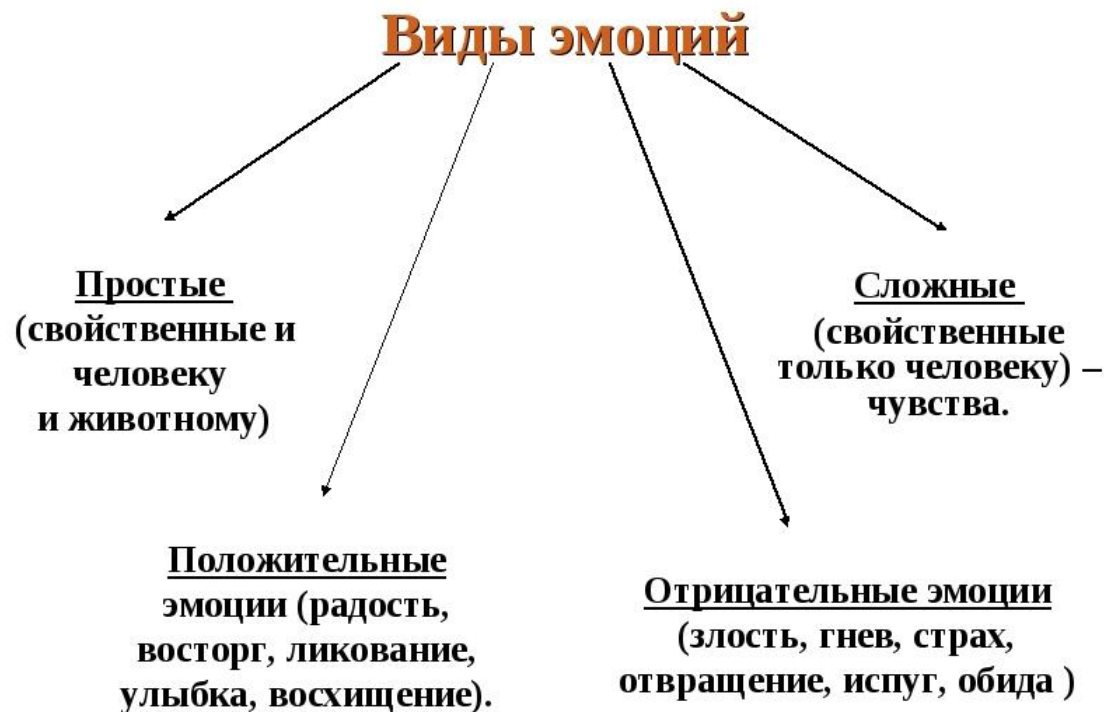 Виды эмоций
Простые
(свойственные и
человеку
и животному)
Сложные
(свойственные
только человеку) –
чувства.
Положительные
эмоции (радость,
восторг, ликование,
улыбка, восхищение).
Отрицательные эмоции
(злость, гнев, страх,
отвращение, испуг, обида )